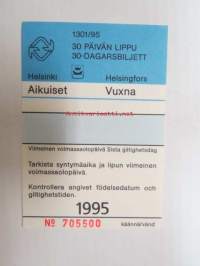 1301/95
30 PÄIVÄN LIPPU
30-DAGARSBILJETT
Helsinki Helsingfors
Aikuiset Vuxna
Viimeinen voimassaolopäivä Sista giltighetsdag
Tarkista syntymäaika ja lipun viimeinen
voimassaolopäivä.
Kontrollera angivet födelsedatum och
giltighetstiden.
1995
No 705500 käännä/vänd